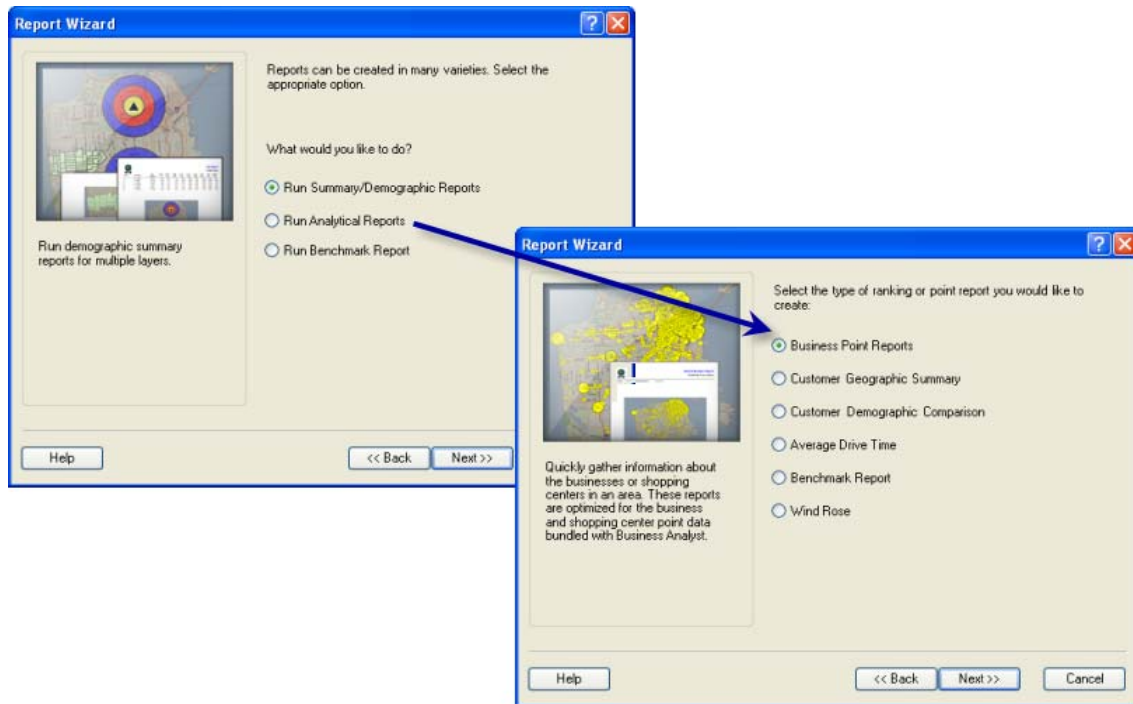 Report Wizard
Reports can be created in many varieties. Select the
appropriate option.
What would you like to do?
Run Summary/Demographic Reports
Run Analytical Reports
Run Benchmark Report
Run demographic summary
reports for multiple layers.
Help
<< Back
Next >>
Report Wizard
Select the type of ranking or point report you would like to
create:
Business Point Reports
Customer Geographic Summary
Customer Demographic Comparison
Average Drive Time
Benchmark Report
Wind Rose
Quickly gather information about
the businesses or shopping
centers in an area. These reports
are optimized for the business
and shopping center point data
bundled with Business Analyst.
Help
<< Back
Next >>
Cancel